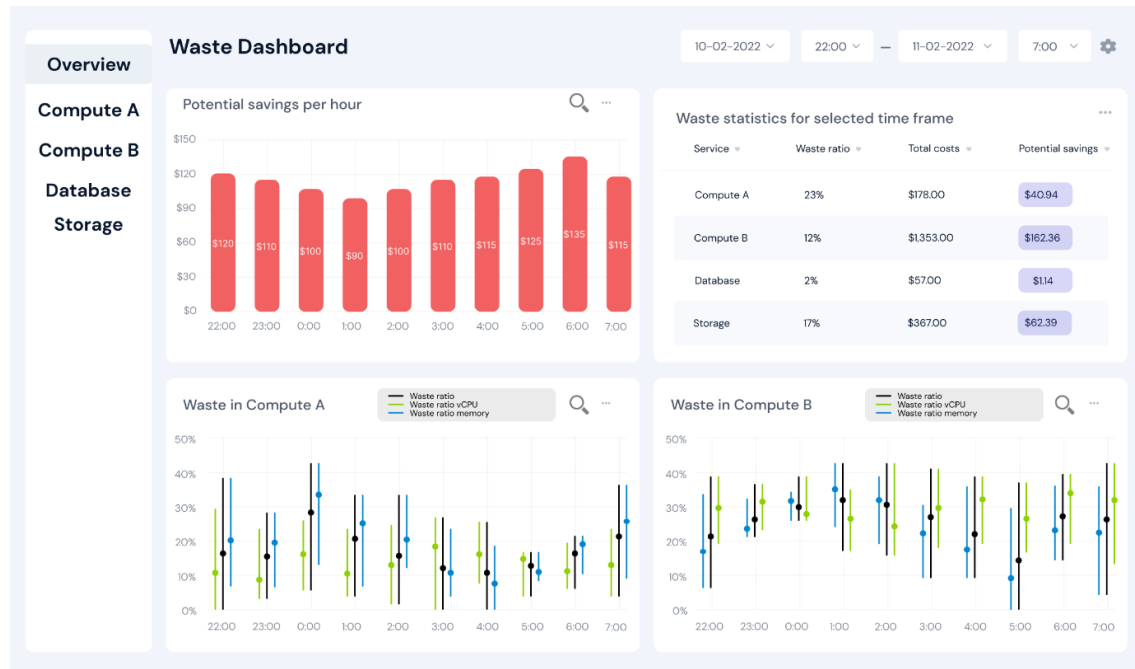 Waste Dashboard
10-02-2022 22:00 — 11-02-2022 7:00
Overview
Compute A
Compute B
Database
Storage
Potential savings per hour
$150
$120
$90
$60
$30
$0
$120 $110 $100 $90 $100 $110 $115 $125 $135 $115
22:00 23:00 0:00 1:00 2:00 3:00 4:00 5:00 6:00 7:00
Waste statistics for selected time frame
Service Waste ratio Total costs Potential savings
Compute A 23% $178.00 $40.94
Compute B 12% $1,353.00 $162.36
Database 2% $57.00 $1.14
Storage 17% $367.00 $62.39
Waste in Compute A
Waste ratio
Waste ratio vCPU
Waste ratio memory
50%
40%
30%
20%
10%
0%
22:00 23:00 0:00 1:00 2:00 3:00 4:00 5:00 6:00 7:00
Waste in Compute B
Waste ratio
Waste ratio vCPU
Waste ratio memory
50%
40%
30%
20%
10%
0%
22:00 23:00 0:00 1:00 2:00 3:00 4:00 5:00 6:00 7:00